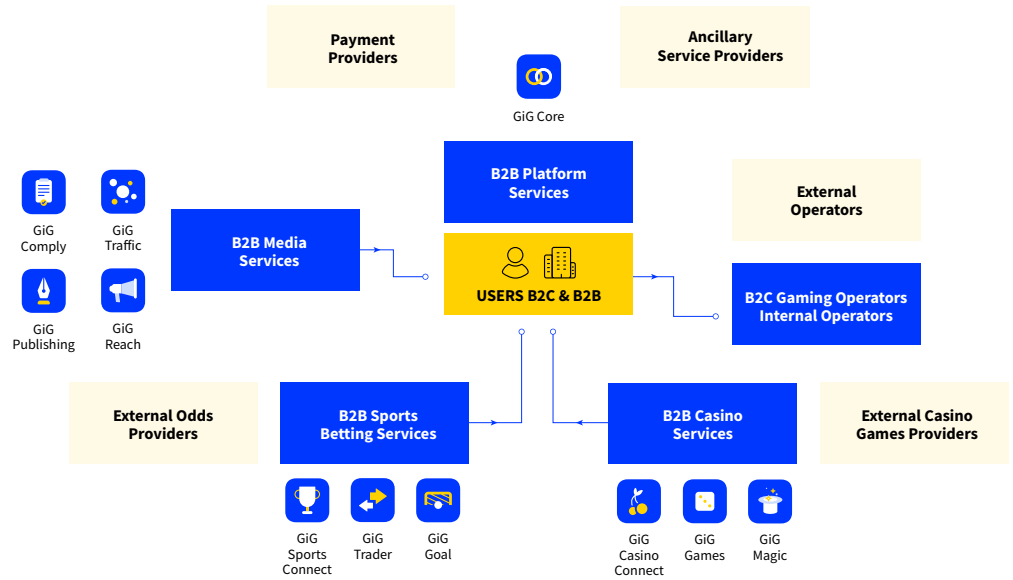 Payment
Providers
Ancillary
Service Providers
GiG Core
B2B Platform
Services
External
Operators
GiG
Comply
GiG
Traffic
B2B Media
Services
USERS B2C & B2B
B2C Gaming Operators
Internal Operators
GiG
Publishing
GiG
Reach
External Odds
Providers
B2B Sports
Betting Services
B2B Casino
Services
External Casino
Games Providers
GiG
Sports
Connect
GiG
Trader
GiG
Goal
GiG
Casino
Connect
GiG
Games
GiG
Magic